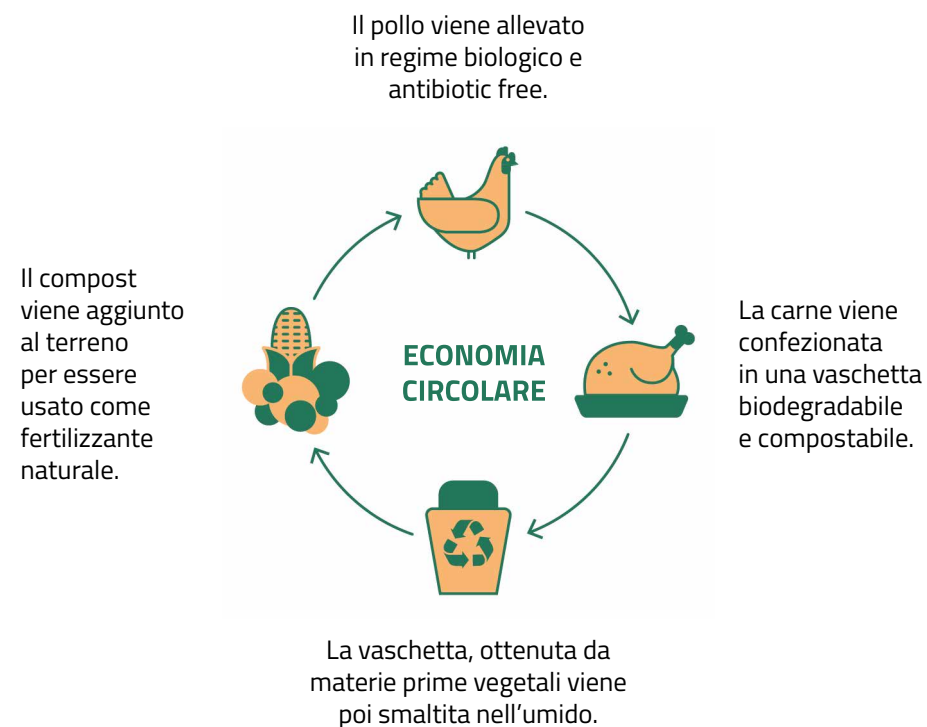 Il pollo viene allevato
in regime biologico e
antibiotic free.
Il compost
viene aggiunto
al terreno
per essere
usato come
fertilizzante
naturale.
ECONOMIA
CIRCOLARE
La carne viene
confezionata
in una vaschetta
biodegradabile
e compostabile.
La vaschetta, ottenuta da
materie prime vegetali viene
poi smaltita nell'umido.